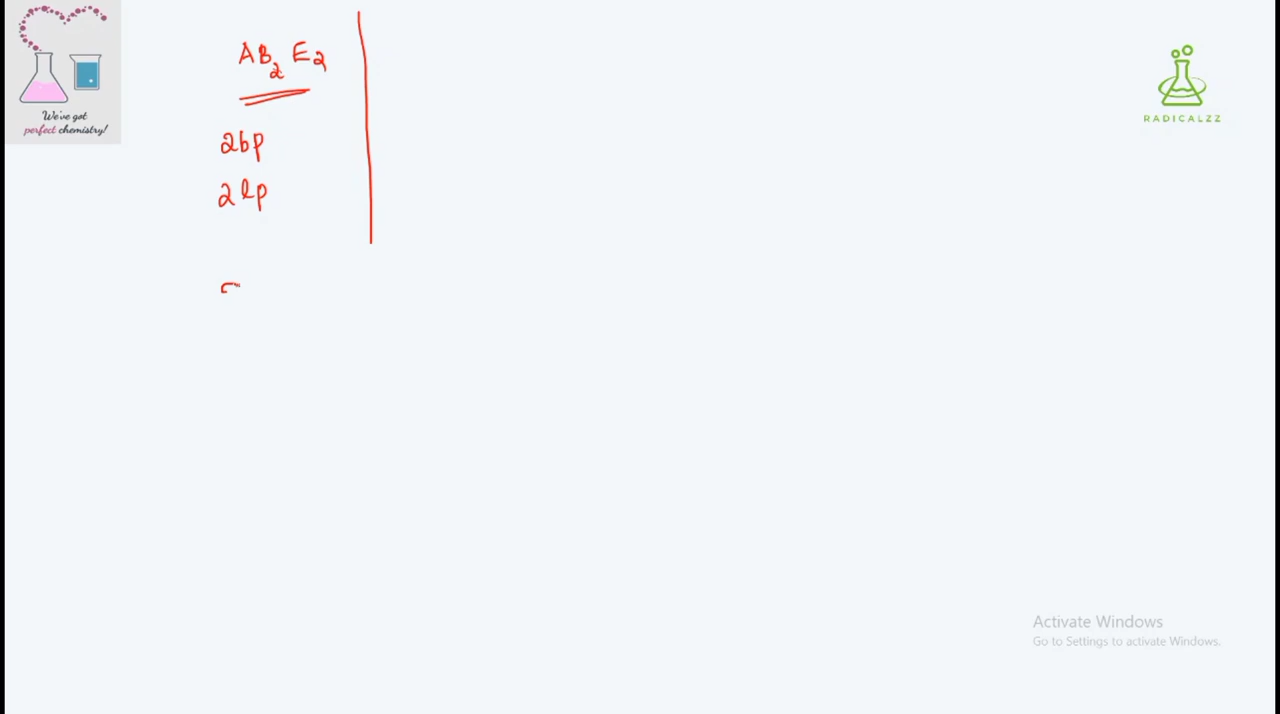 AB2 E2
2bp
2lp
We've got
perfect chemistry!
RADICALZZ
Activate Windows
Go to Settings to activate Windows.